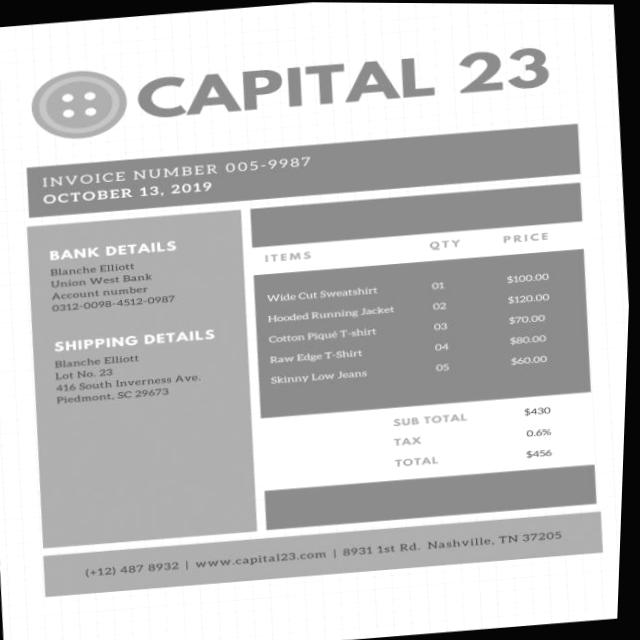 CAPITAL 23
INVOICE NUMBER 005-9987
OCTOBER 13, 2019
BANK DETAILS
Blanche Elliott
Union West Bank
Account number
0312-0098-4512-0987
SHIPPING DETAILS
Blanche Elliott
Lot No. 23
416 South Inverness Ave.
Piedmont, SC 29673
ITEMS QTY PRICE
Wide Cut Sweatshirt 01 $100.00
Hooded Running Jacket 02 $120.00
Cotton Piqué T-shirt 03 $70.00
Raw Edge T-Shirt 04 $80.00
Skinny Low Jeans 05 $60.00
SUB TOTAL $430
TAX 0.6%
TOTAL $456
(+12) 487 8932 | www.capital23.com | 8931 1st Rd. Nashville, TN 37205